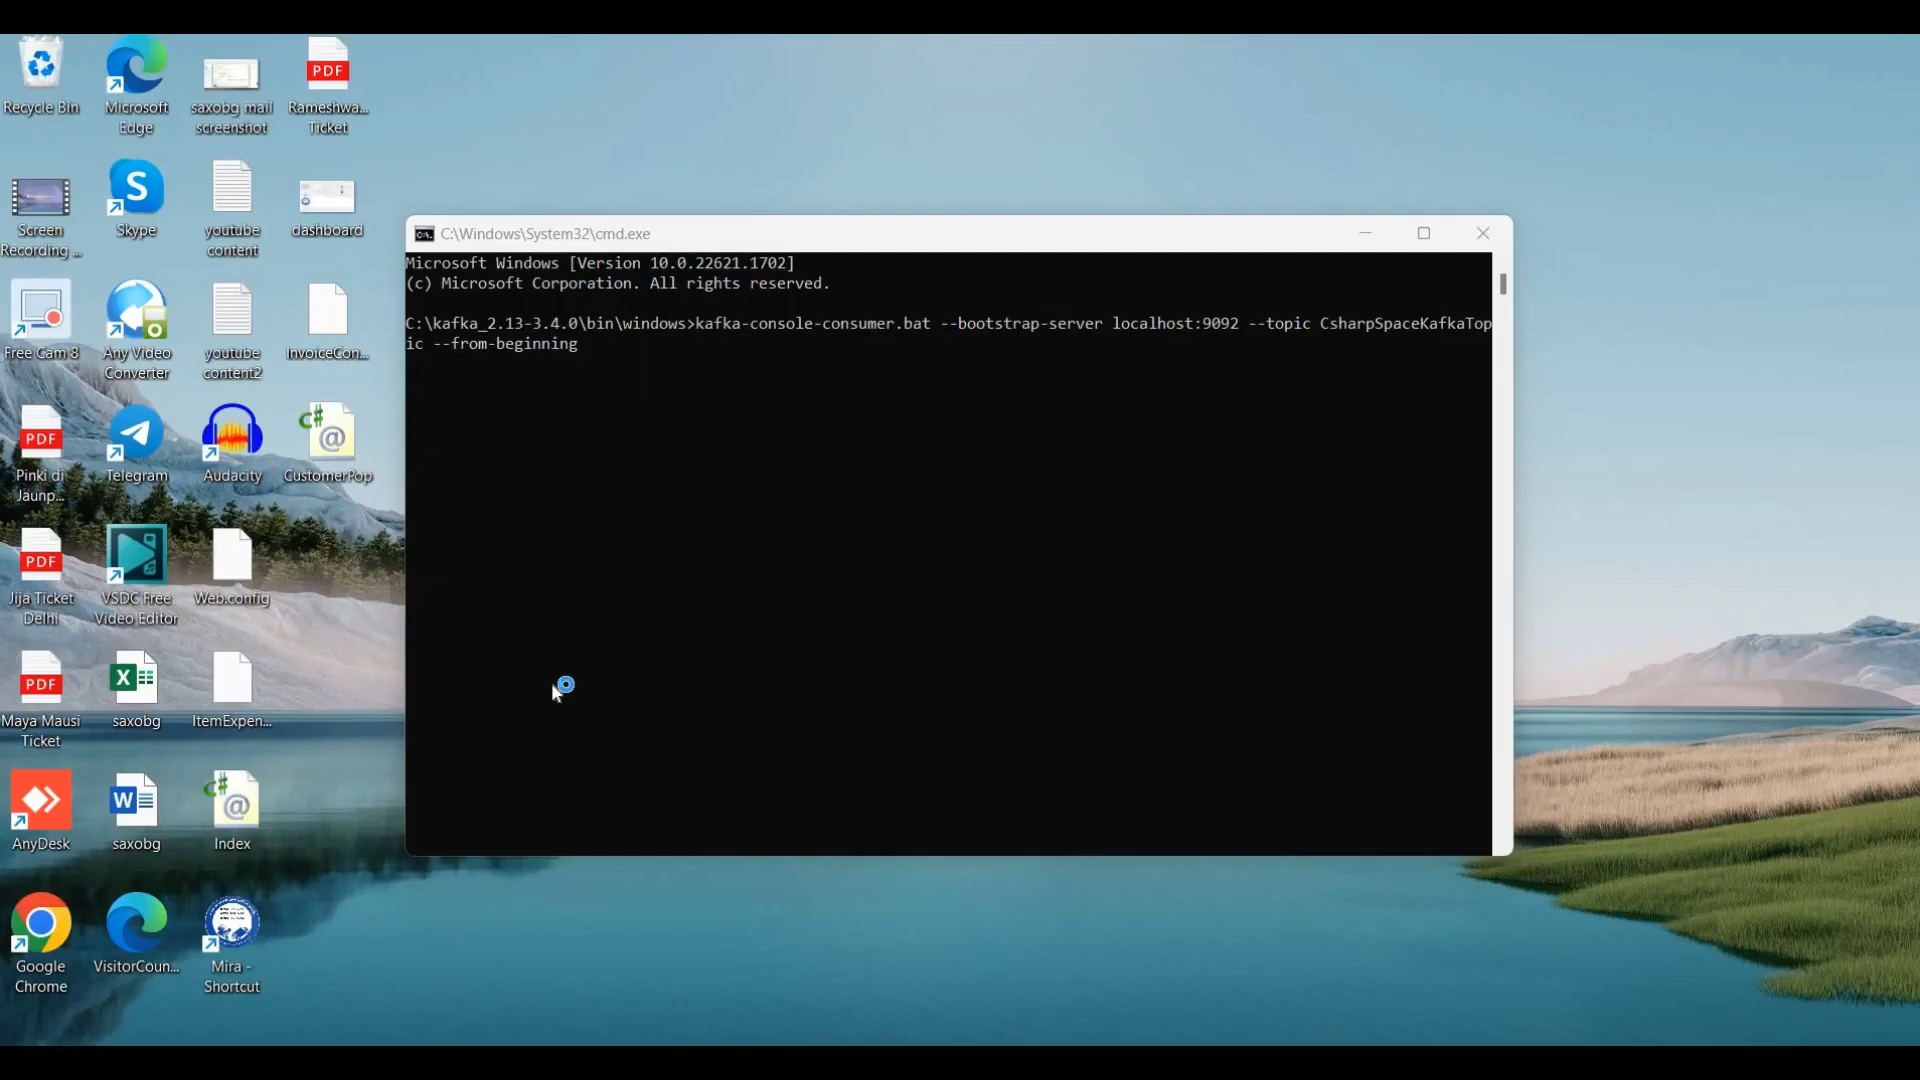 Recycle Bin
Microsoft
Edge
saxobg mail
screenshot
PDF
Rameshwa...
Ticket
Screen
Recording ...
S
Skype
youtube
content
dashboard
Free Cam 8
Any Video
Converter
youtube
content2
InvoiceCon...
PDF
Pinki di
Jaunp...
Telegram
Audacity
C#
@
CustomerPop
PDF
Jija Ticket
Delhi
VSDC Free
Video Editor
Web.config
PDF
Maya Mausi
Ticket
X
saxobg
ItemExpen...
AnyDesk
W
saxobg
C#
@
Index
Google
Chrome
VisitorCoun...
Mira -
Shortcut
C:\Windows\System32\cmd.exe
Microsoft Windows [Version 10.0.22621.1702]
(c) Microsoft Corporation. All rights reserved.
C:\kafka_2.13-3.4.0\bin\windows>kafka-console-consumer.bat --bootstrap-server localhost:9092 --topic CsharpSpaceKafkaTop
ic --from-beginning